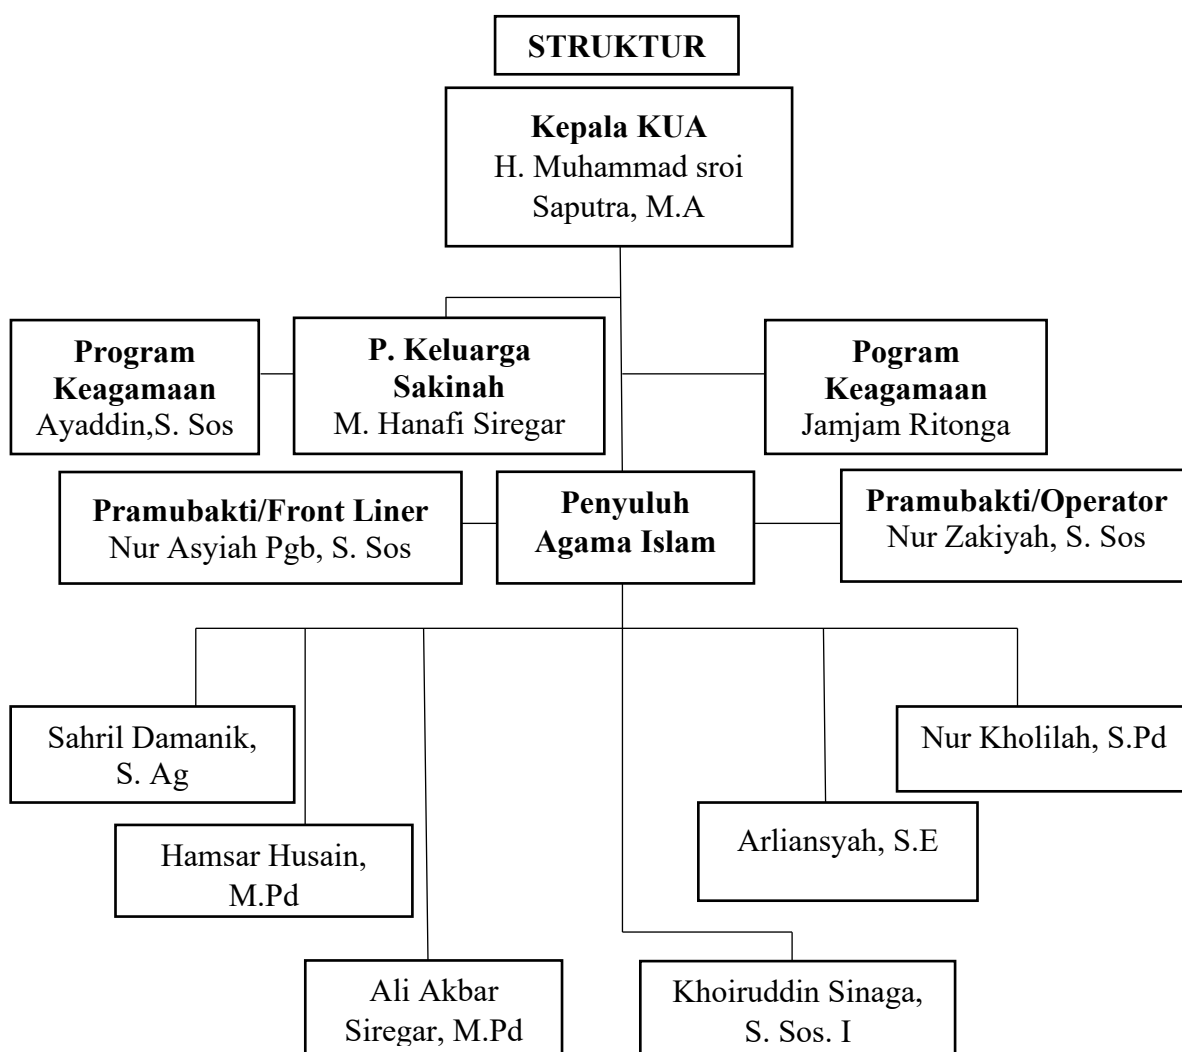 STRUKTUR
Kepala KUA
H. Muhammad sroi
Saputra, M.A
Program
Keagamaan
Ayaddin,S. Sos
P. Keluarga
Sakinah
M. Hanafi Siregar
Pogram
Keagamaan
Jamjam Ritonga
Pramubakti/Front Liner
Nur Asyiah Pgb, S. Sos
Penyuluh
Agama Islam
Pramubakti/Operator
Nur Zakiyah, S. Sos
Sahril Damanik,
S. Ag
Nur Kholilah, S.Pd
Hamsar Husain,
M.Pd
Arliansyah, S.E
Ali Akbar
Siregar, M.Pd
Khoiruddin Sinaga,
S. Sos. I